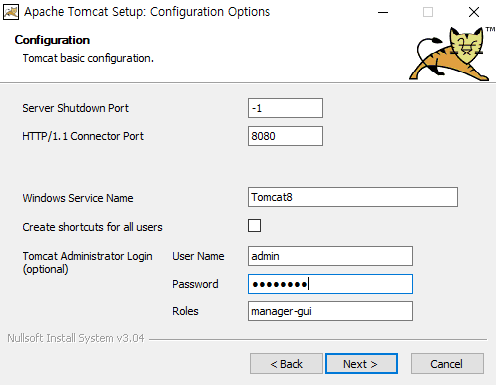 Apache Tomcat Setup: Configuration Options
Configuration
Tomcat basic configuration.
TM
Server Shutdown Port -1
HTTP/1.1 Connector Port 8080
Windows Service Name Tomcat8
Create shortcuts for all users
Tomcat Administrator Login (optional) User Name admin
Password ●●●●●●●●
Roles manager-gui
Nullsoft Install System v3.04
< Back Next > Cancel